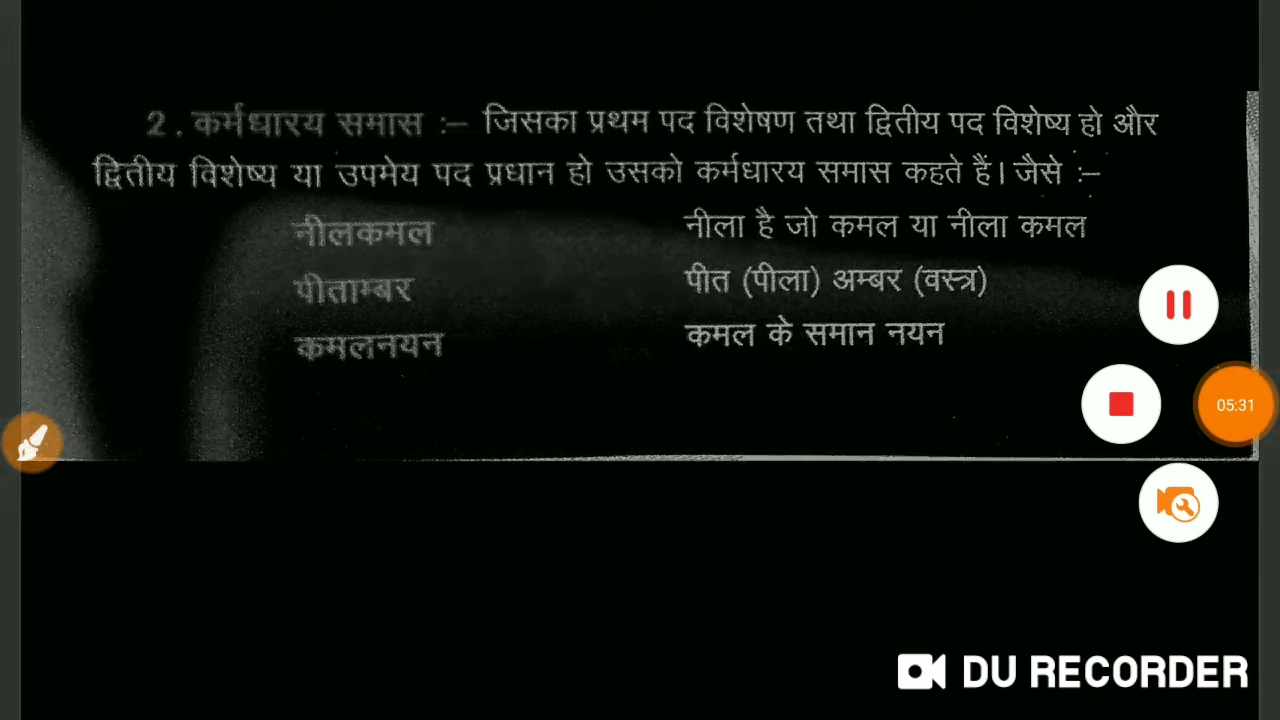 2. कर्मधारय समास :– जिसका प्रथम पद विशेषण तथा द्वितीय पद विशेष्य हो और
द्वितीय विशेष्य या उपमेय पद प्रधान हो उसको कर्मधारय समास कहते हैं। जैसे :–
नीलकमल नीला है जो कमल या नीला कमल
पीताम्बर पीत (पीला) अम्बर (वस्त्र)
कमलनयन कमल के समान नयन
05:31
DU RECORDER